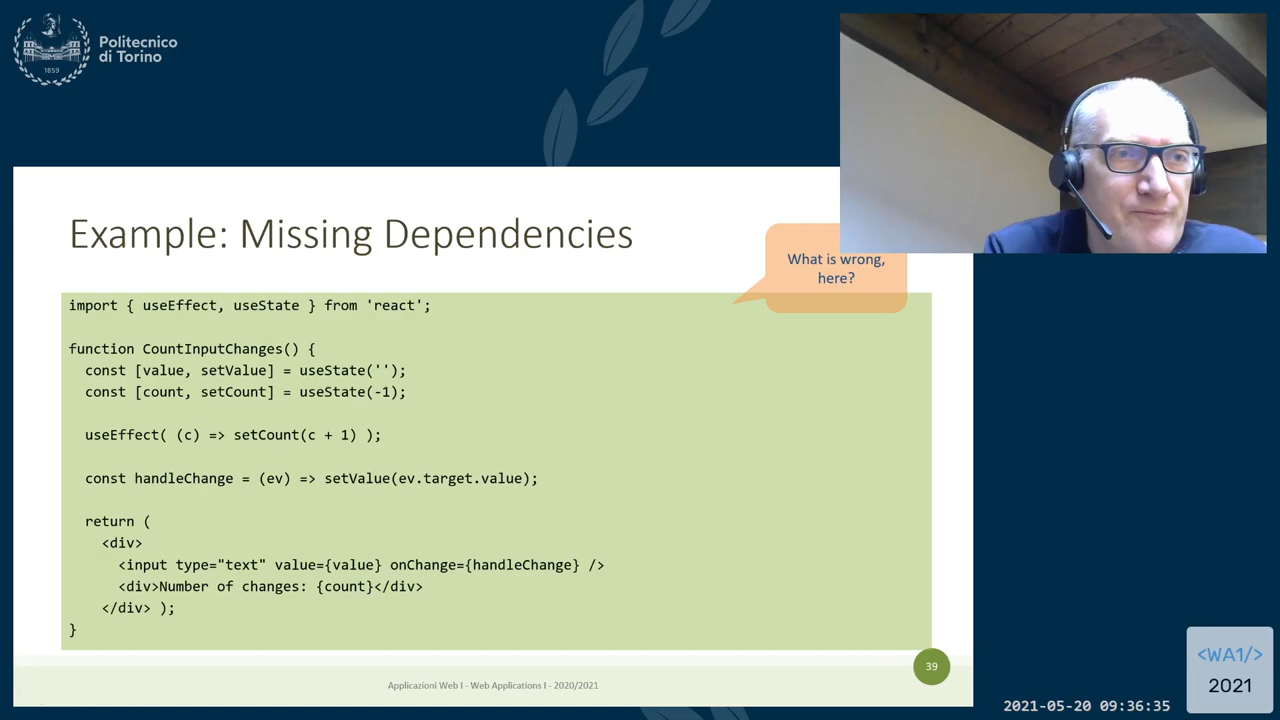 Politecnico
di Torino
1859
Example: Missing Dependencies
What is wrong,
here?
import { useEffect, useState } from 'react';
function CountInputChanges() {
  const [value, setValue] = useState('');
  const [count, setCount] = useState(-1);
  useEffect( (c) => setCount(c + 1) );
  const handleChange = (ev) => setValue(ev.target.value);
  return (
    <div>
      <input type="text" value={value} onChange={handleChange} />
      <div>Number of changes: {count}</div>
    </div> );
}
39
Applicazioni Web I - Web Applications I - 2020/2021
<WA1/>
2021
2021-05-20 09:36:35